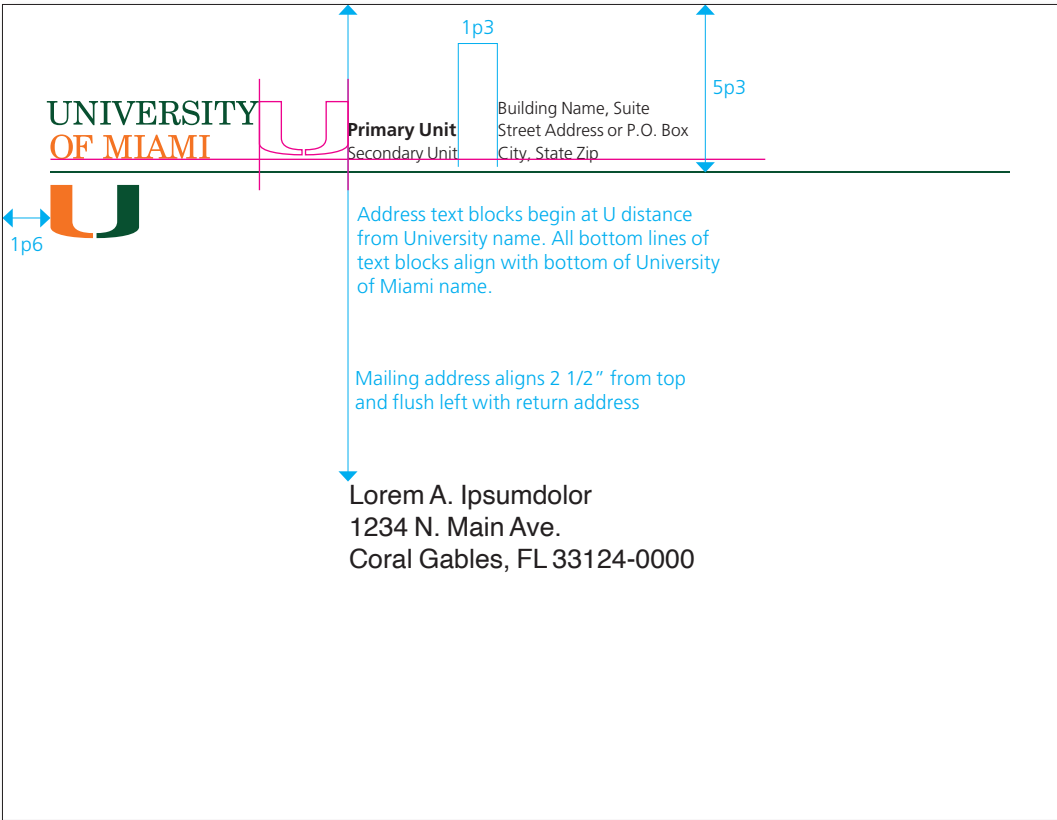 1p3
5p3
UNIVERSITY
OF MIAMI
Primary Unit
Secondary Unit
Building Name, Suite
Street Address or P.O. Box
City, State Zip
U
1p6
Address text blocks begin at U distance
from University name. All bottom lines of
text blocks align with bottom of University
of Miami name.
Mailing address aligns 2 1/2” from top
and flush left with return address
Lorem A. Ipsumdolor
1234 N. Main Ave.
Coral Gables, FL 33124-0000